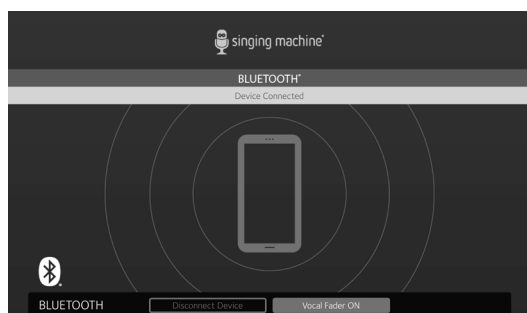 singing machine®
BLUETOOTH®
Device Connected
BLUETOOTH Disconnect Device Vocal Fader ON